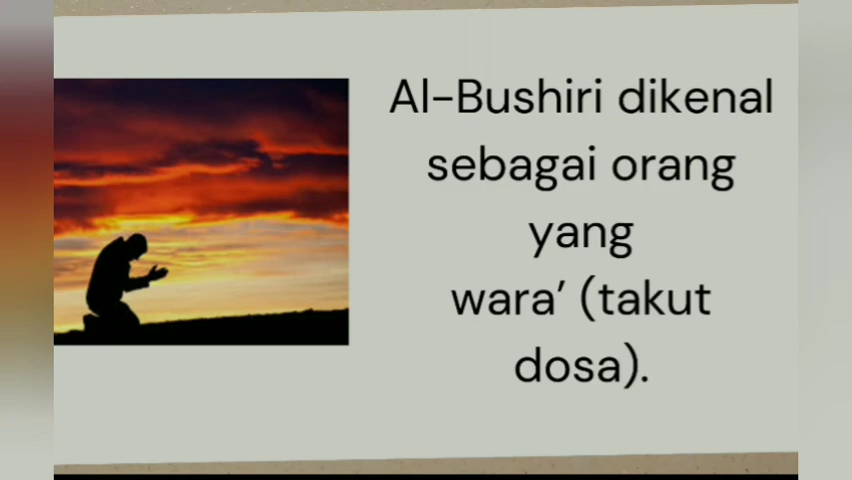 Al-Bushiri dikenal
sebagai orang
yang
wara’ (takut
dosa).